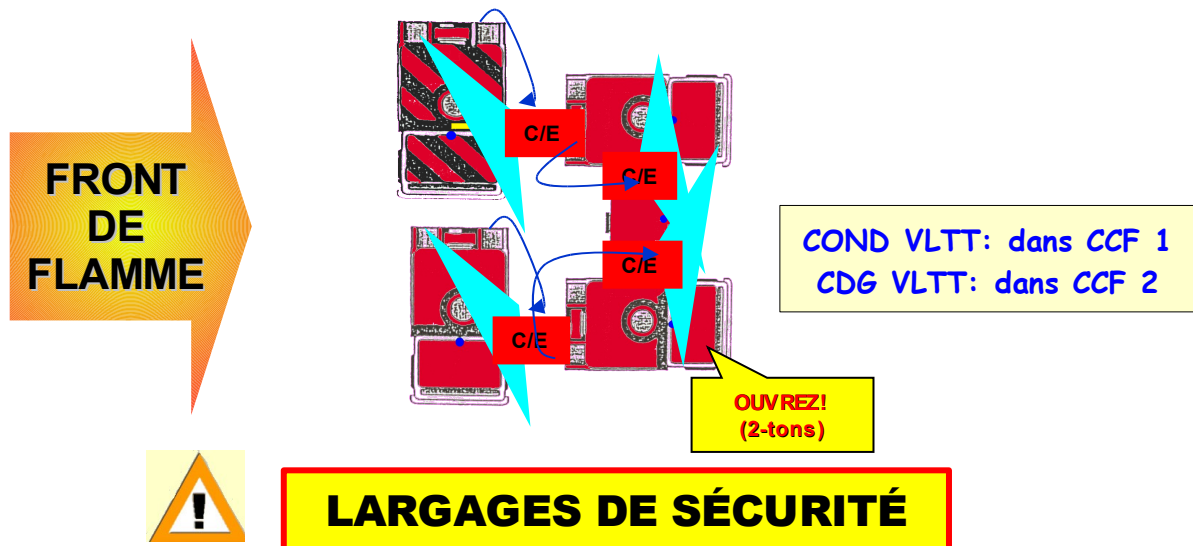 FRONT
DE
FLAMME
C/E
C/E
C/E
C/E
COND VLTT: dans CCF 1
CDG VLTT: dans CCF 2
OUVREZ!
(2-tons)
!
LARGAGES DE SÉCURITÉ